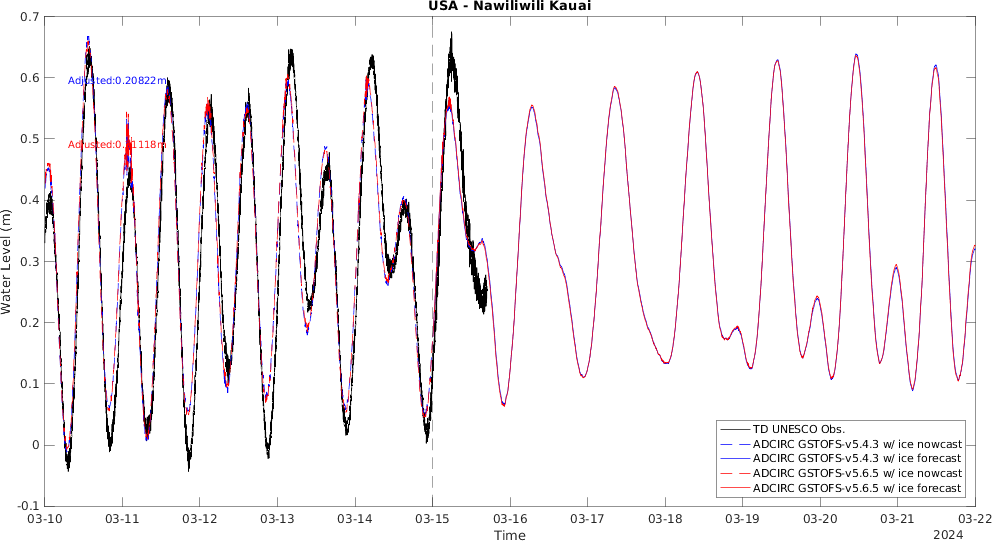 USA - Nawiliwili Kauai
0.7
0.6
0.5
0.4
0.3
0.2
0.1
0
-0.1
Water Level (m)
Adjusted:0.20822m
TD UNESCO Obs.
ADCIRC GSTOFS-v5.4.3 w/ ice nowcast
ADCIRC GSTOFS-v5.4.3 w/ ice forecast
ADCIRC GSTOFS-v5.6.5 w/ ice nowcast
ADCIRC GSTOFS-v5.6.5 w/ ice forecast
03-10 03-11 03-12 03-13 03-14 03-15 03-16 03-17 03-18 03-19 03-20 03-21 03-22
Time
2024